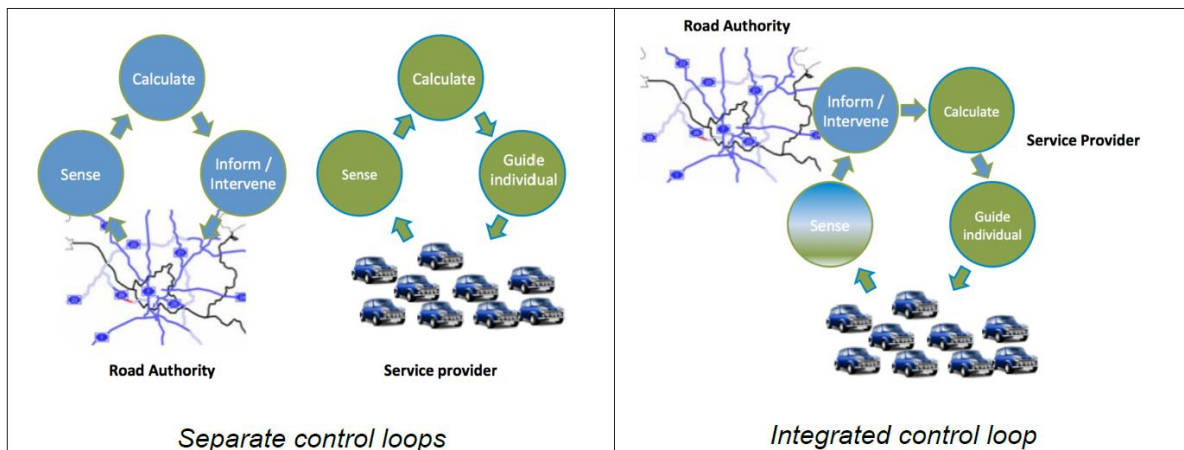 Calculate
Sense
Inform /
Intervene
Road Authority
Calculate
Sense
Guide
individual
Service provider
Separate control loops
Road Authority
Inform /
Intervene
Calculate
Service Provider
Sense
Guide
individual
Integrated control loop